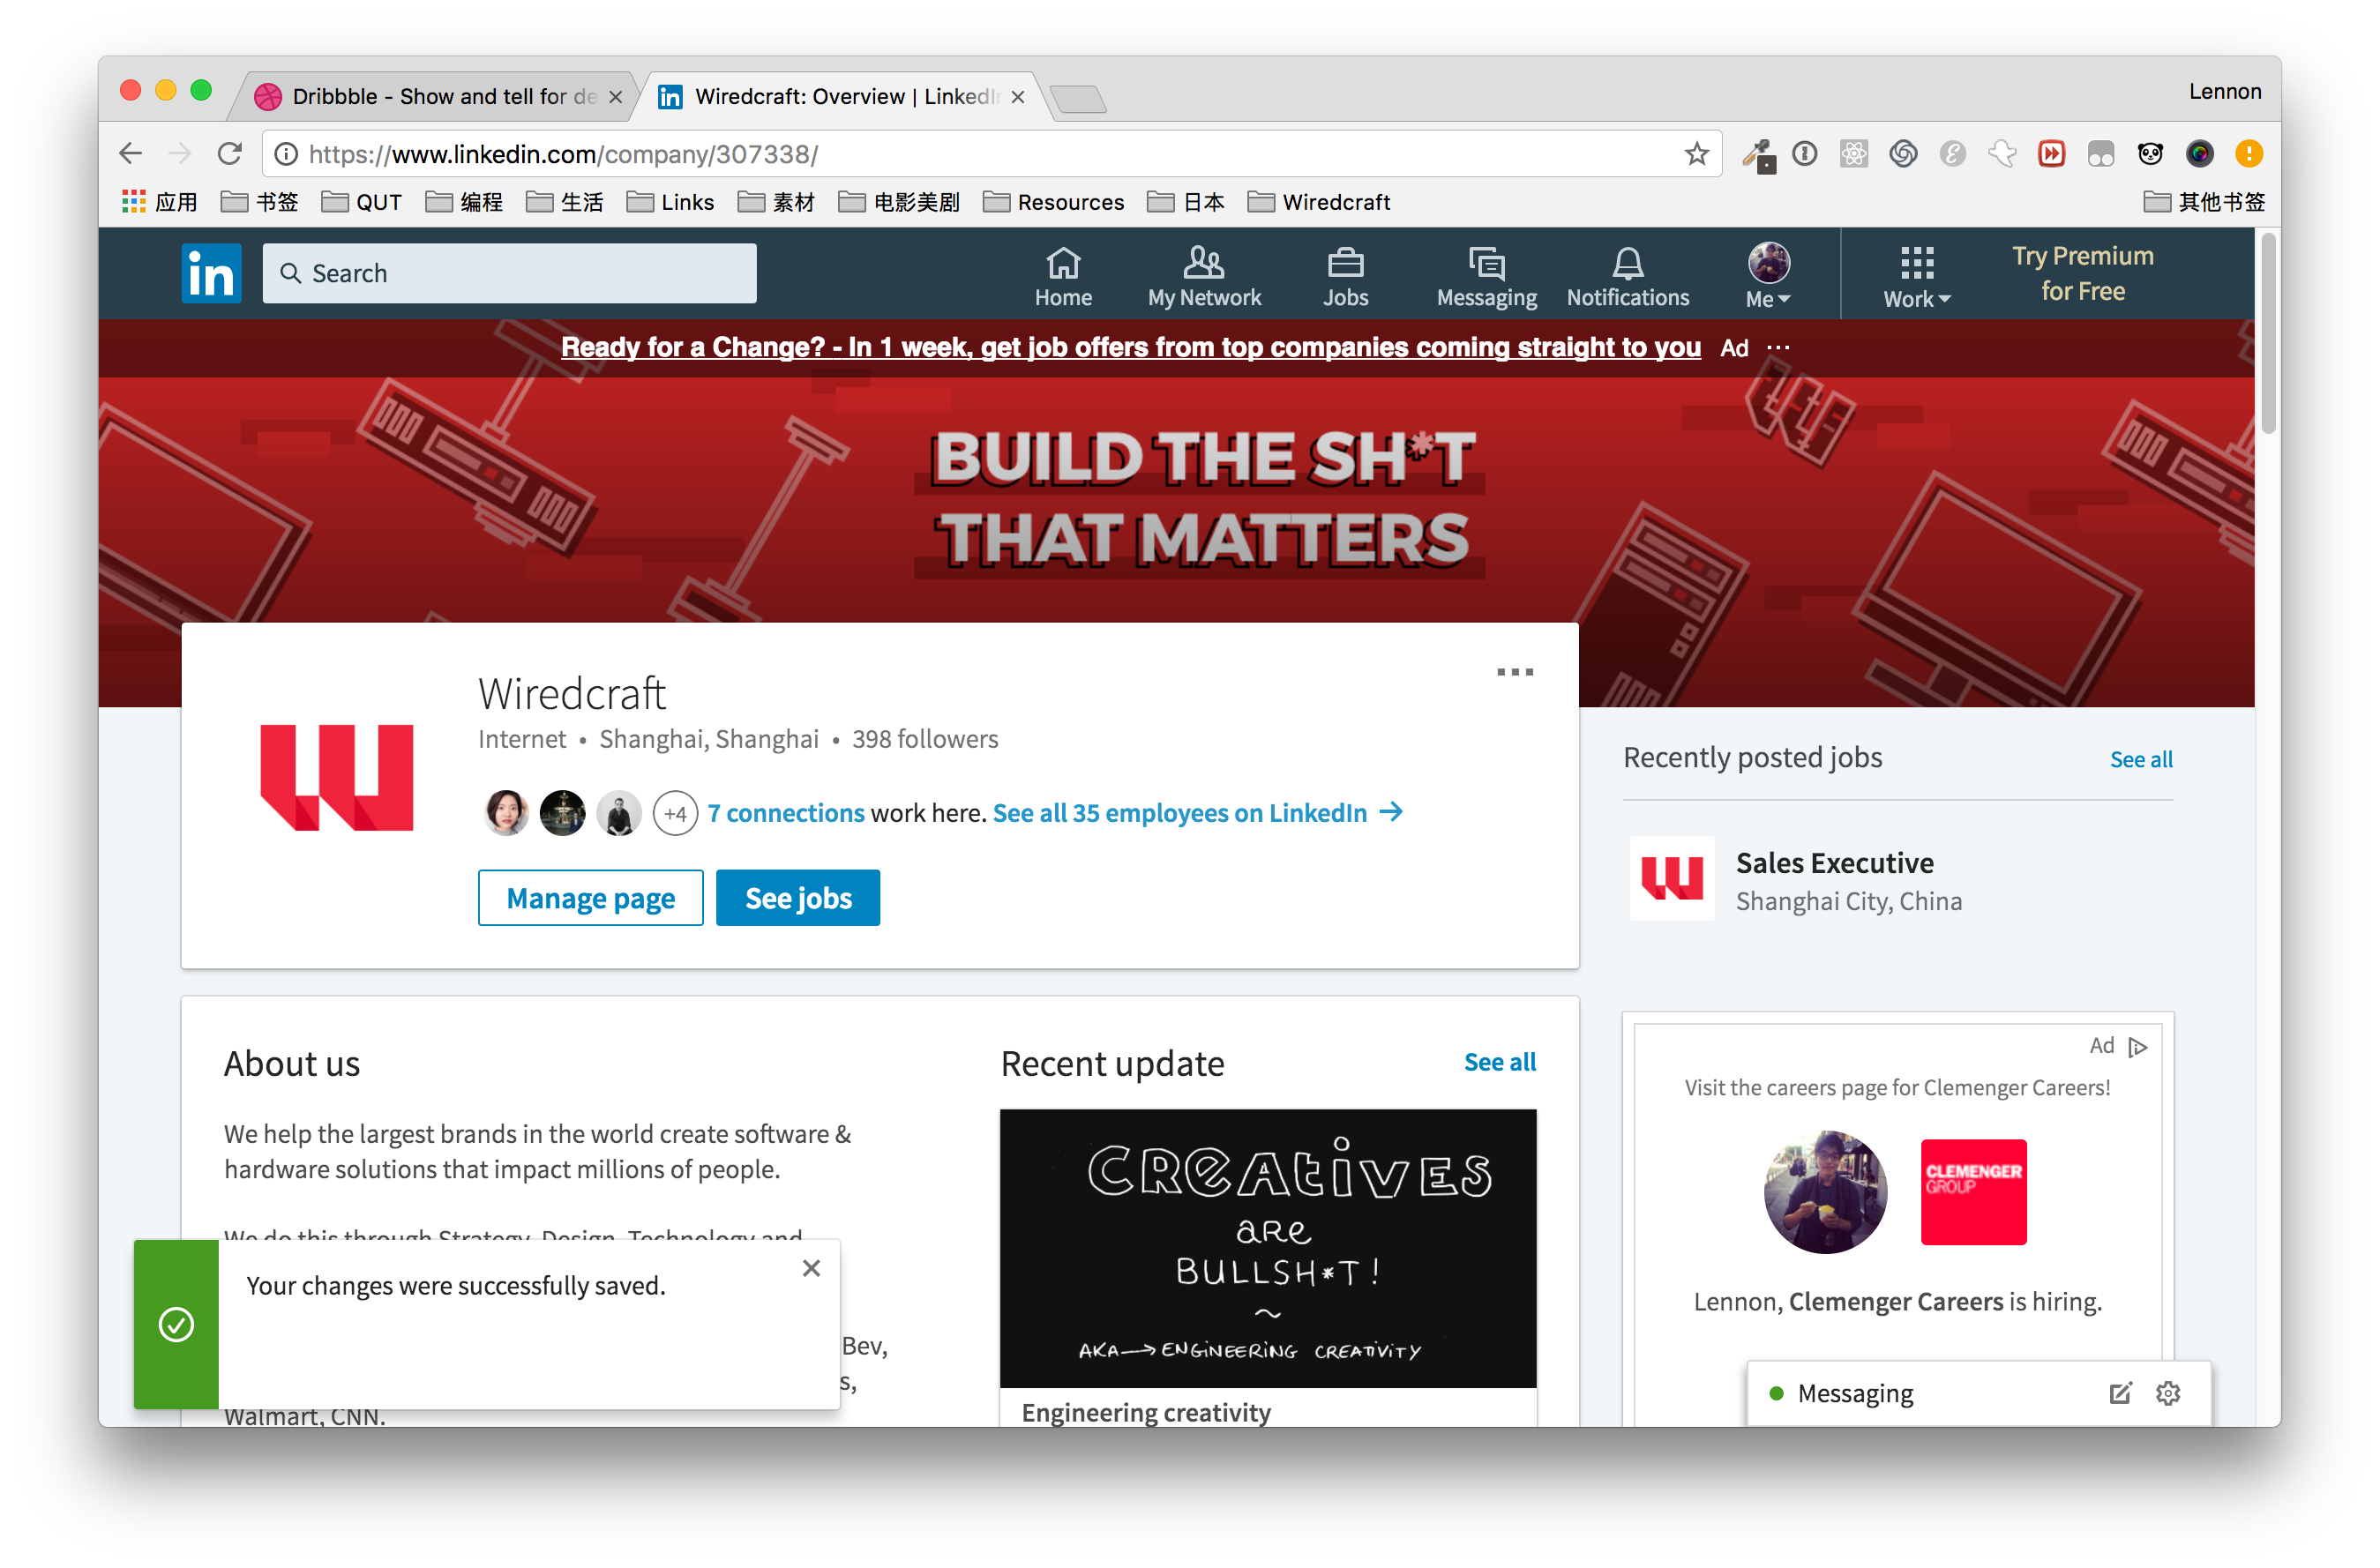 Dribbble - Show and tell for de
Wiredcraft: Overview | LinkedIn
Lennon
https://www.linkedin.com/company/307338/
应用 书签 QUT 编程 生活 Links 素材 电影美剧 Resources 日本 Wiredcraft 其他书签
in
Search
Home
My Network
Jobs
Messaging
Notifications
Me
Work
Try Premium
for Free
Ready for a Change? - In 1 week, get job offers from top companies coming straight to you Ad ...
BUILD THE SH*T
THAT MATTERS
Wiredcraft
Internet • Shanghai, Shanghai • 398 followers
+4 7 connections work here. See all 35 employees on LinkedIn →
Manage page
See jobs
Recently posted jobs
See all
Sales Executive
Shanghai City, China
About us
We help the largest brands in the world create software &
hardware solutions that impact millions of people.
We do this through Strategy, Design, Technology and
Bev,
s,
Walmart, CNN.
Your changes were successfully saved.
Recent update
See all
CREATIVES
are
BULLSH*T!
~
AKA→ENGINEERING CREATIVITY
Engineering creativity
Ad
Visit the careers page for Clemenger Careers!
CLEMENGER
GROUP
Lennon, Clemenger Careers is hiring.
Messaging